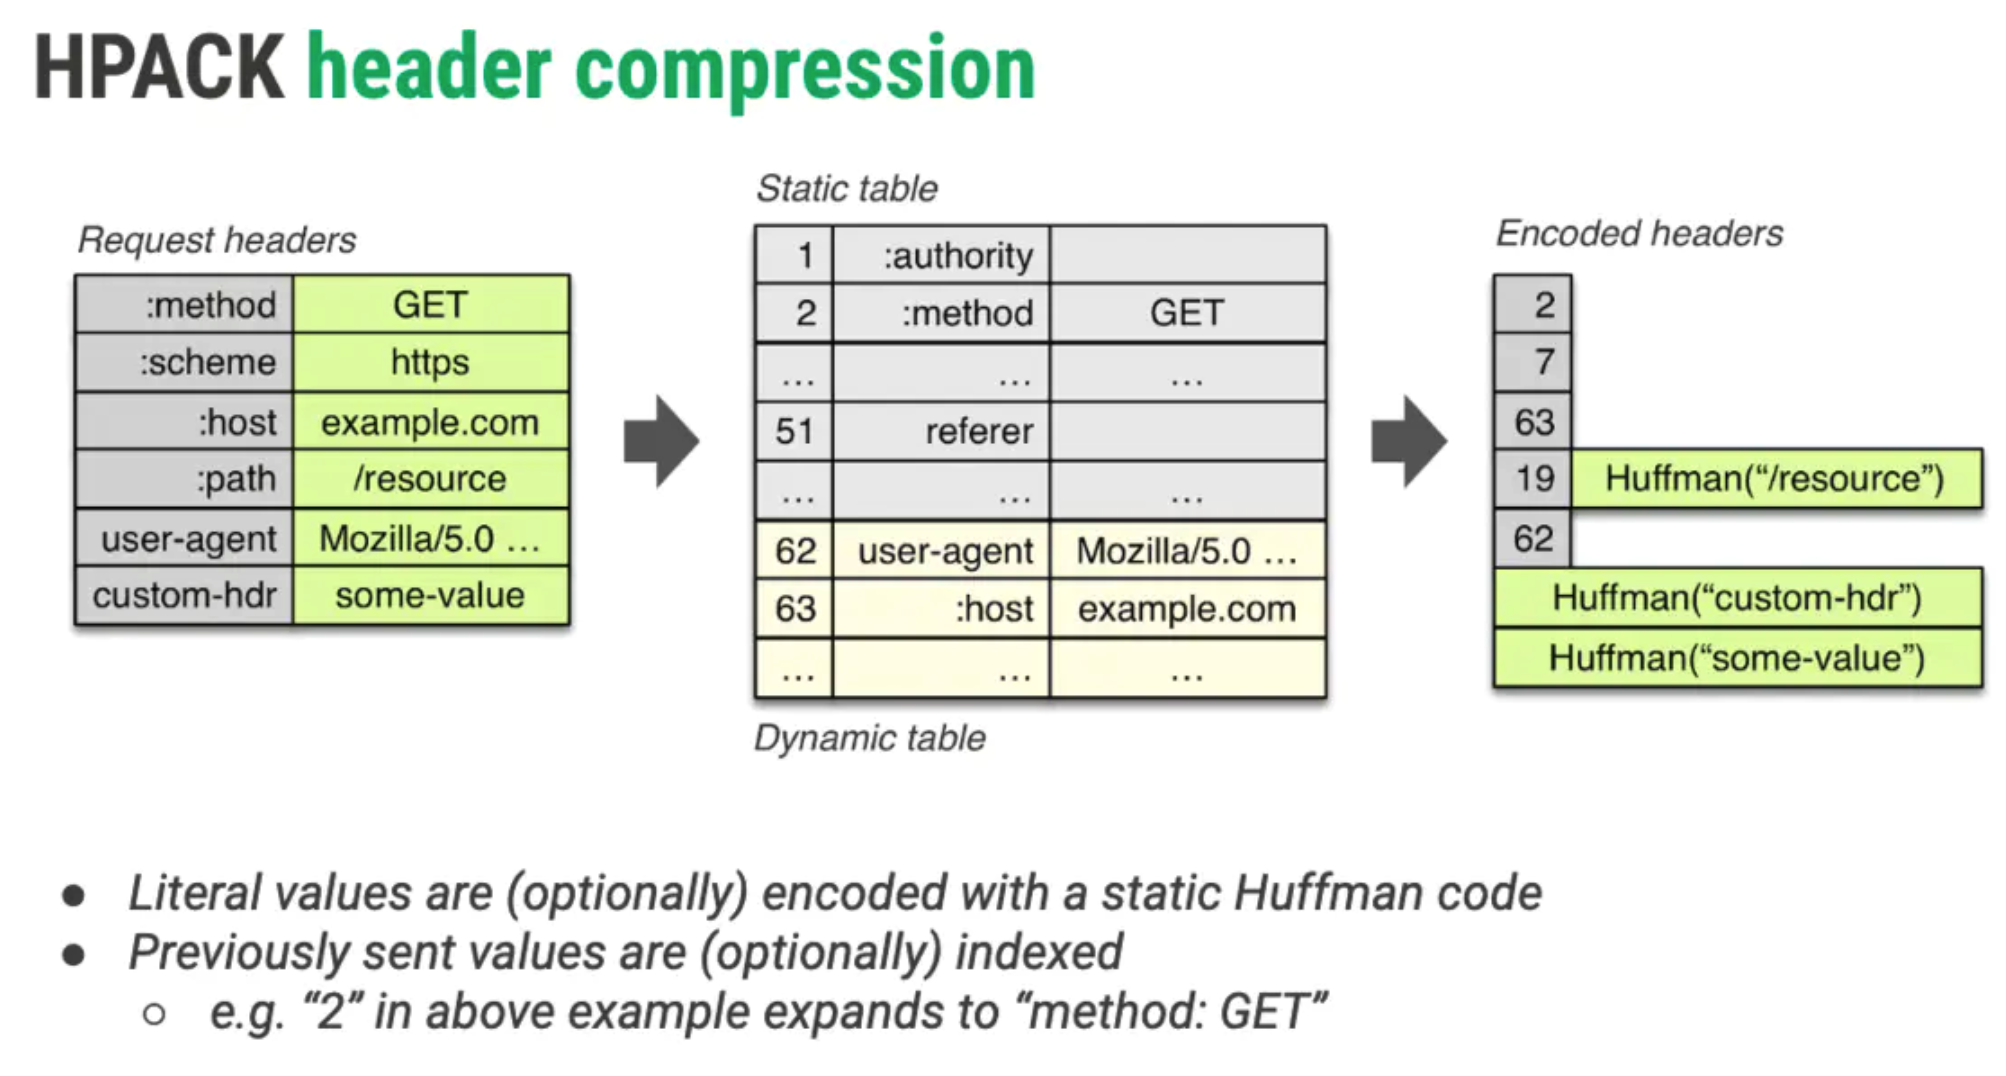 HPACK header compression
Request headers
:method GET
:scheme https
:host example.com
:path /resource
user-agent Mozilla/5.0 ...
custom-hdr some-value
Static table
1 :authority
2 :method GET
... ... ...
51 referer
... ... ...
62 user-agent Mozilla/5.0 ...
63 :host example.com
... ... ...
Dynamic table
Encoded headers
2
7
63
19 Huffman(“/resource”)
62
Huffman(“custom-hdr”)
Huffman(“some-value”)
● Literal values are (optionally) encoded with a static Huffman code
● Previously sent values are (optionally) indexed
○ e.g. “2” in above example expands to “method: GET”